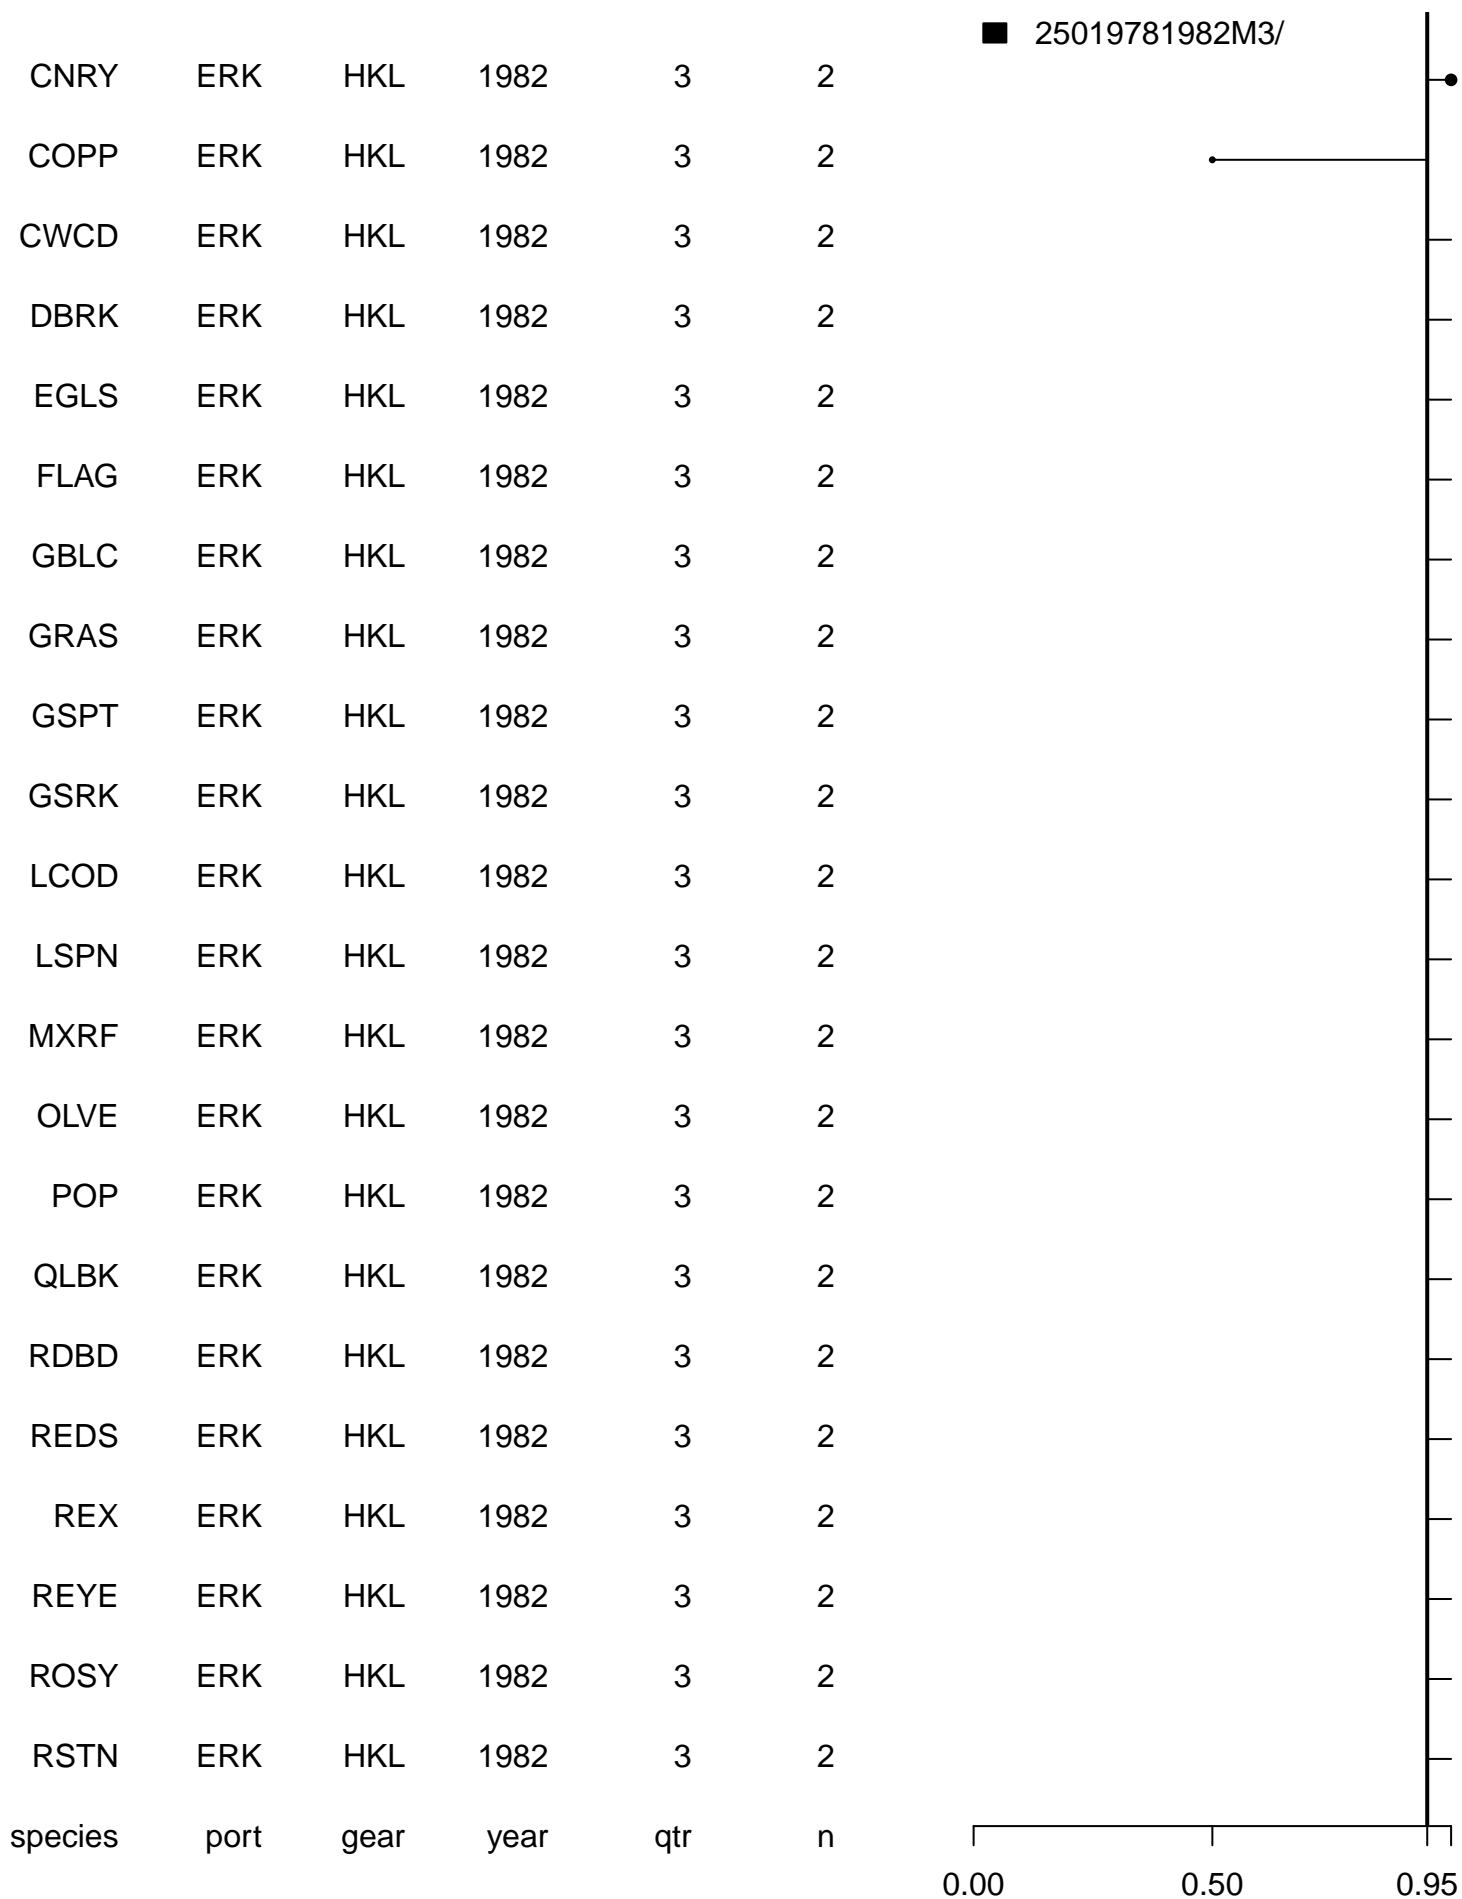 25019781982M3/
CNRY ERK HKL 1982 3 2
COPP ERK HKL 1982 3 2
CWCD ERK HKL 1982 3 2
DBRK ERK HKL 1982 3 2
EGLS ERK HKL 1982 3 2
FLAG ERK HKL 1982 3 2
GBLC ERK HKL 1982 3 2
GRAS ERK HKL 1982 3 2
GSPT ERK HKL 1982 3 2
GSRK ERK HKL 1982 3 2
LCOD ERK HKL 1982 3 2
LSPN ERK HKL 1982 3 2
MXRF ERK HKL 1982 3 2
OLVE ERK HKL 1982 3 2
POP ERK HKL 1982 3 2
QLBK ERK HKL 1982 3 2
RDBD ERK HKL 1982 3 2
REDS ERK HKL 1982 3 2
REX ERK HKL 1982 3 2
REYE ERK HKL 1982 3 2
ROSY ERK HKL 1982 3 2
RSTN ERK HKL 1982 3 2
species port gear year qtr n
0.00 0.50 0.95